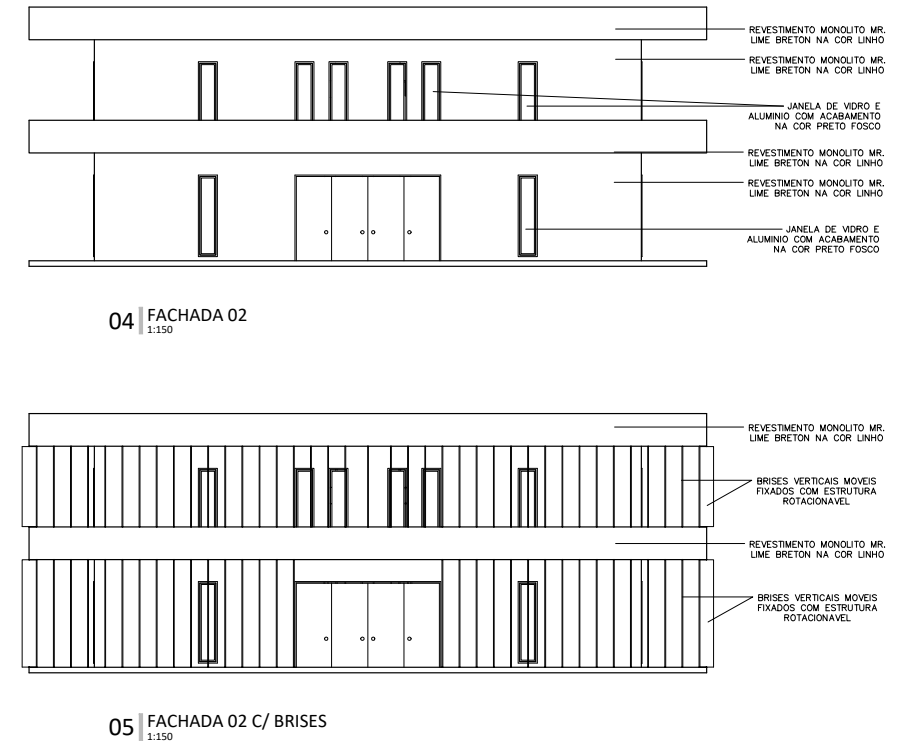 REVESTIMENTO MONOLITO MR.
LIME BRETON NA COR LINHO
REVESTIMENTO MONOLITO MR.
LIME BRETON NA COR LINHO
JANELA DE VIDRO E
ALUMINIO COM ACABAMENTO
NA COR PRETO FOSCO
REVESTIMENTO MONOLITO MR.
LIME BRETON NA COR LINHO
REVESTIMENTO MONOLITO MR.
LIME BRETON NA COR LINHO
JANELA DE VIDRO E
ALUMINIO COM ACABAMENTO
NA COR PRETO FOSCO
04 FACHADA 02
1:150
REVESTIMENTO MONOLITO MR.
LIME BRETON NA COR LINHO
BRISES VERTICAIS MOVEIS
FIXADOS COM ESTRUTURA
ROTACIONAVEL
REVESTIMENTO MONOLITO MR.
LIME BRETON NA COR LINHO
BRISES VERTICAIS MOVEIS
FIXADOS COM ESTRUTURA
ROTACIONAVEL
05 FACHADA 02 C/ BRISES
1:150